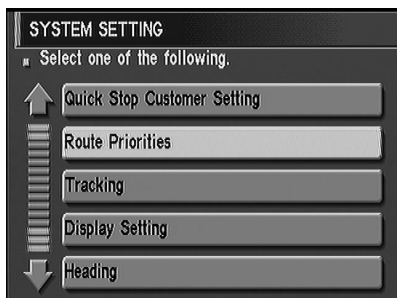 SYSTEM SETTING
Select one of the following.
Quick Stop Customer Setting
Route Priorities
Tracking
Display Setting
Heading